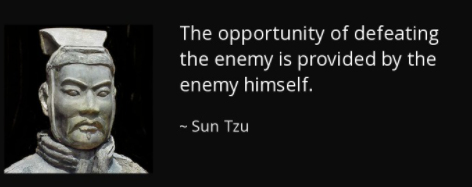 The opportunity of defeating
the enemy is provided by the
enemy himself.
~ Sun Tzu